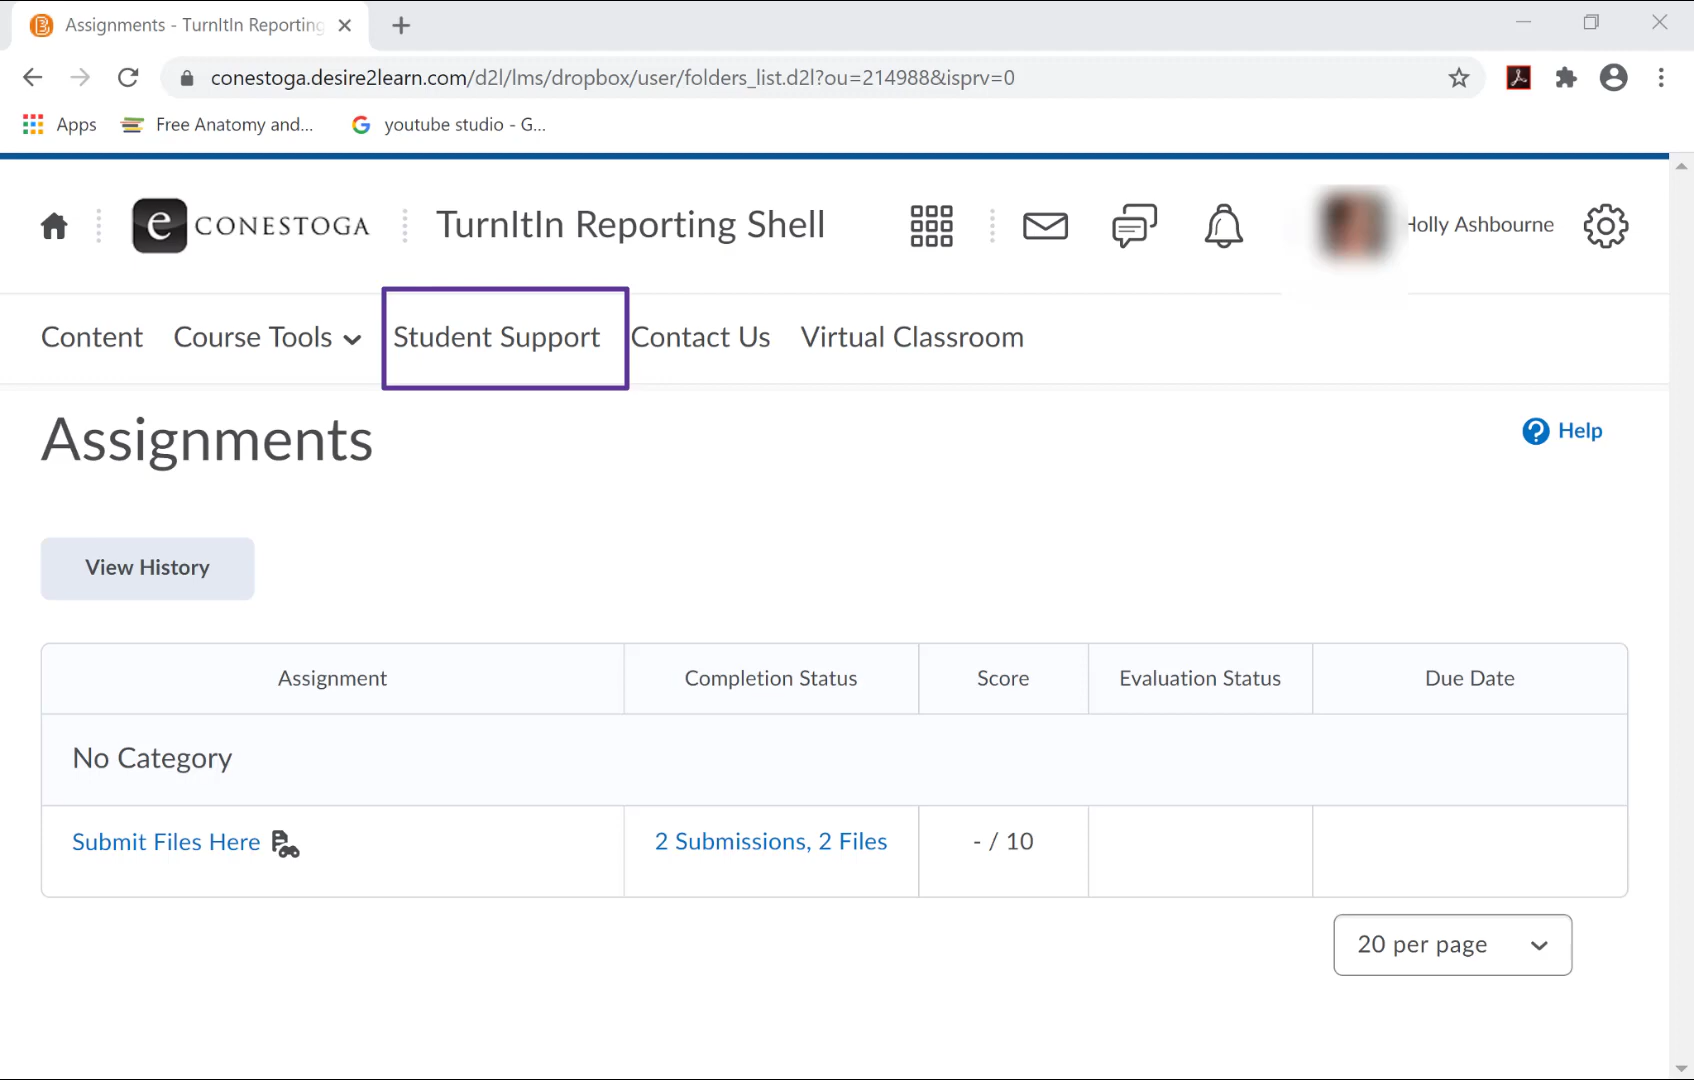 Assignments - TurnItIn Reporting
conestoga.desire2learn.com/d2l/lms/dropbox/user/folders_list.d2l?ou=214988&isprv=0
Apps Free Anatomy and... youtube studio - G...
e CONESTOGA TurnItIn Reporting Shell Holly Ashbourne
Content Course Tools Student Support Contact Us Virtual Classroom
Assignments
Help
View History
Assignment Completion Status Score Evaluation Status Due Date
No Category
Submit Files Here 2 Submissions, 2 Files - / 10
20 per page